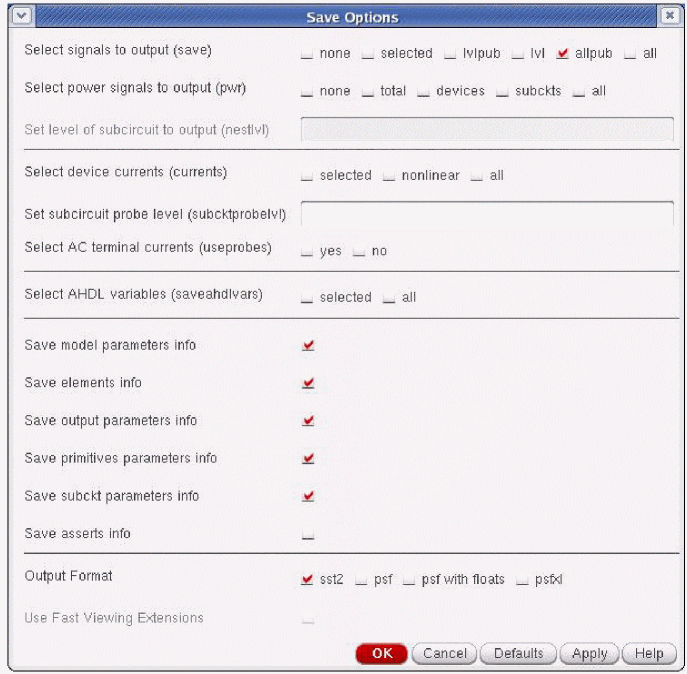 Save Options
Select signals to output (save) none selected lvlpub lvl allpub all
Select power signals to output (pwr) none total devices subckts all
Set level of subcircuit to output (nestlvl)
Select device currents (currents) selected nonlinear all
Set subcircuit probe level (subcktprobelvl)
Select AC terminal currents (useprobes) yes no
Select AHDL variables (saveahdlvars) selected all
Save model parameters info
Save elements info
Save output parameters info
Save primitives parameters info
Save subckt parameters info
Save asserts info
Output Format sst2 psf psf with floats psfxl
Use Fast Viewing Extensions
OK Cancel Defaults Apply Help